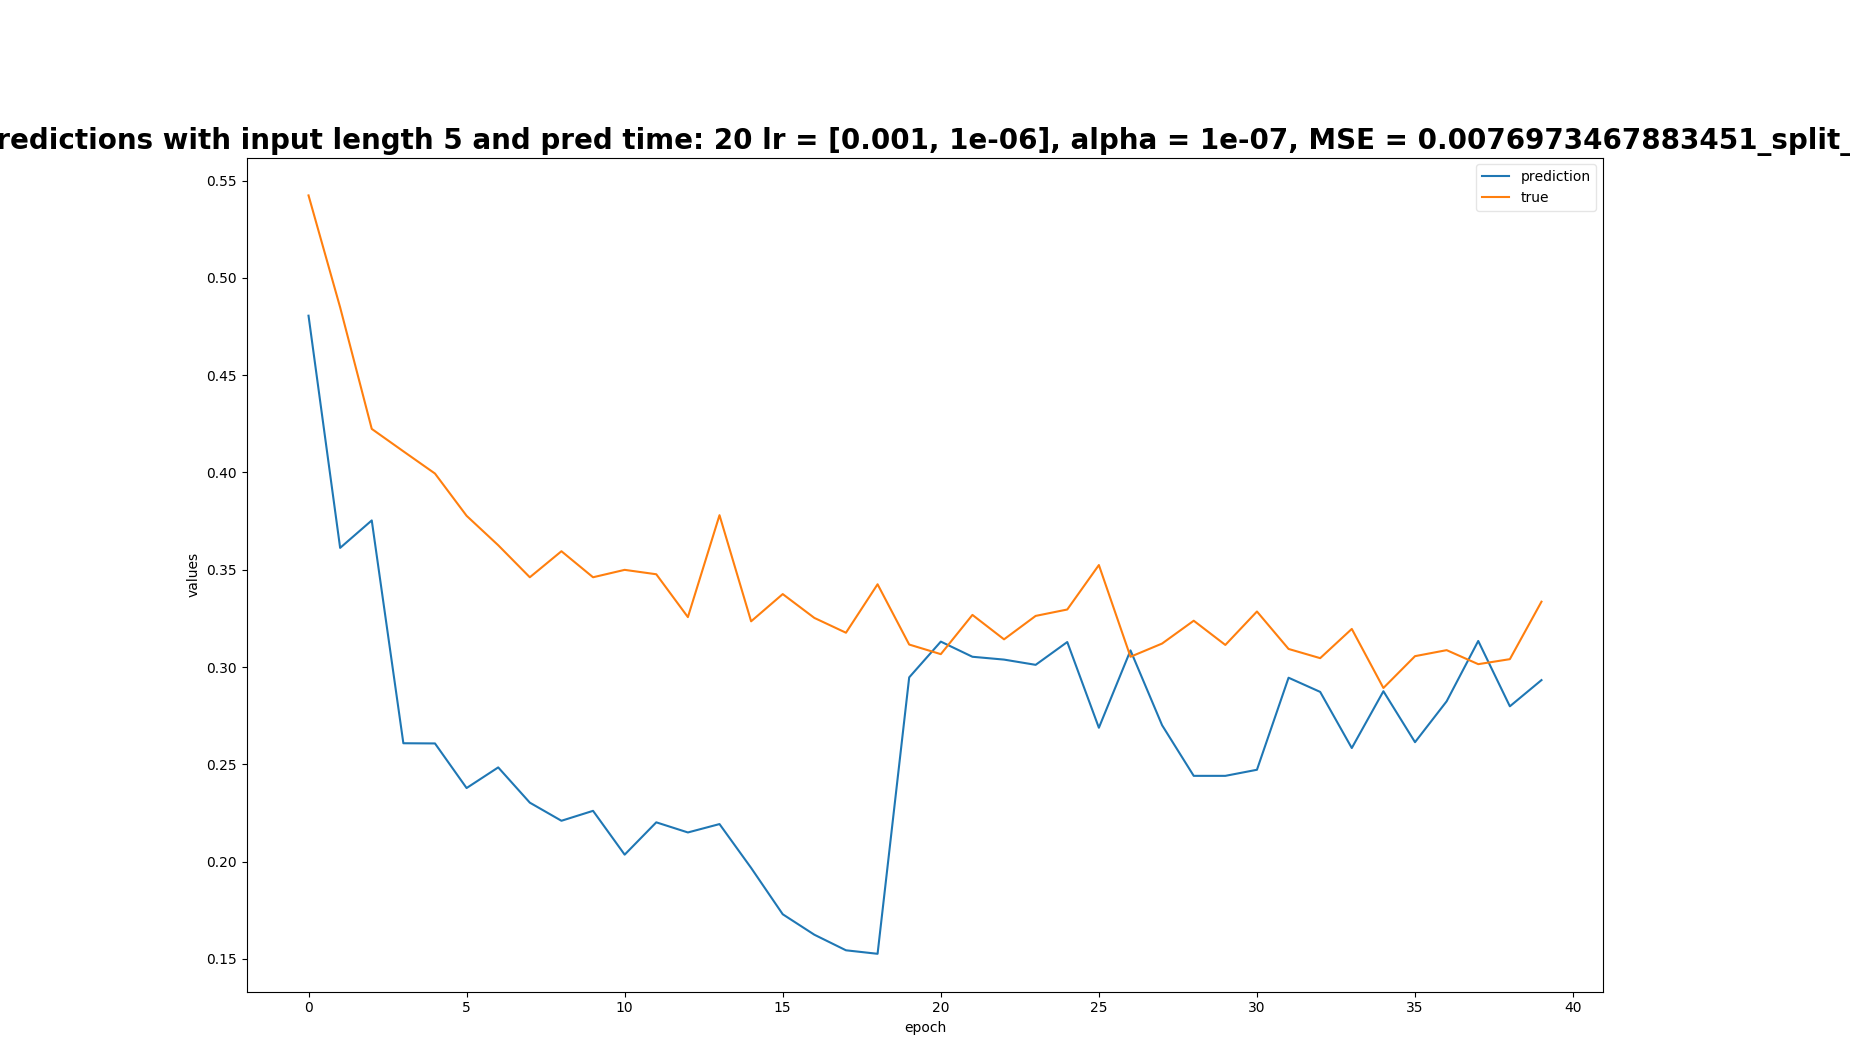 redictions with input length 5 and pred time: 20 lr = [0.001, 1e-06], alpha = 1e-07, MSE = 0.0076973467883451_split_
prediction
true
0.55
0.50
0.45
0.40
0.35
0.30
0.25
0.20
0.15
values
0 5 10 15 20 25 30 35 40
epoch